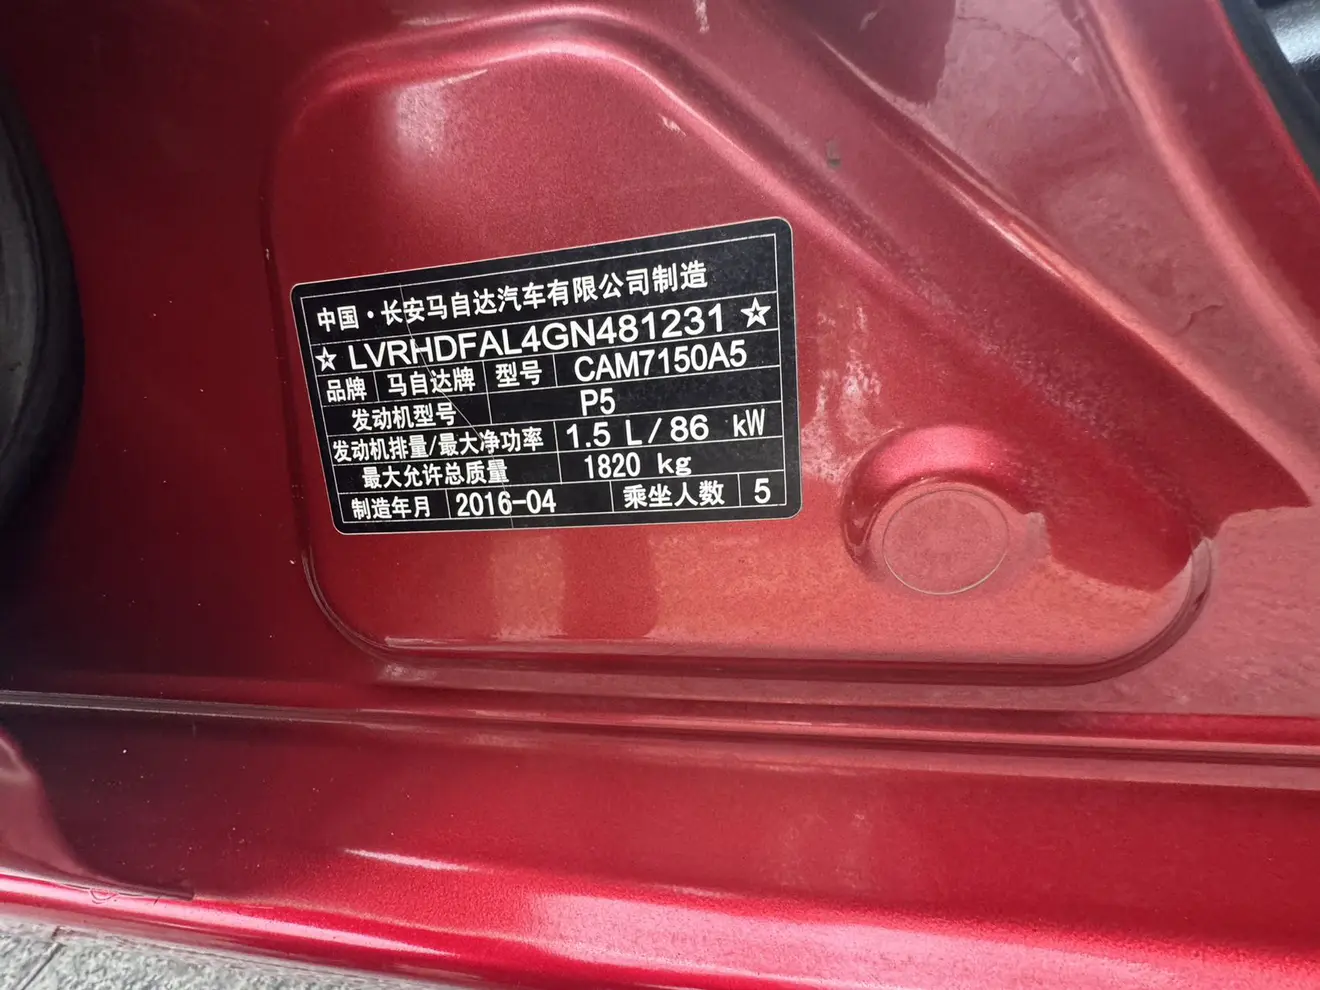 中国·长安马自达汽车有限公司制造
☆ LVRHDFAL4GN481231 ☆
品牌 马自达牌 型号 CAM7150A5
发动机型号 P5
发动机排量/最大净功率 1.5 L/86 kW
最大允许总质量 1820 kg
制造年月 2016-04 乘坐人数 5